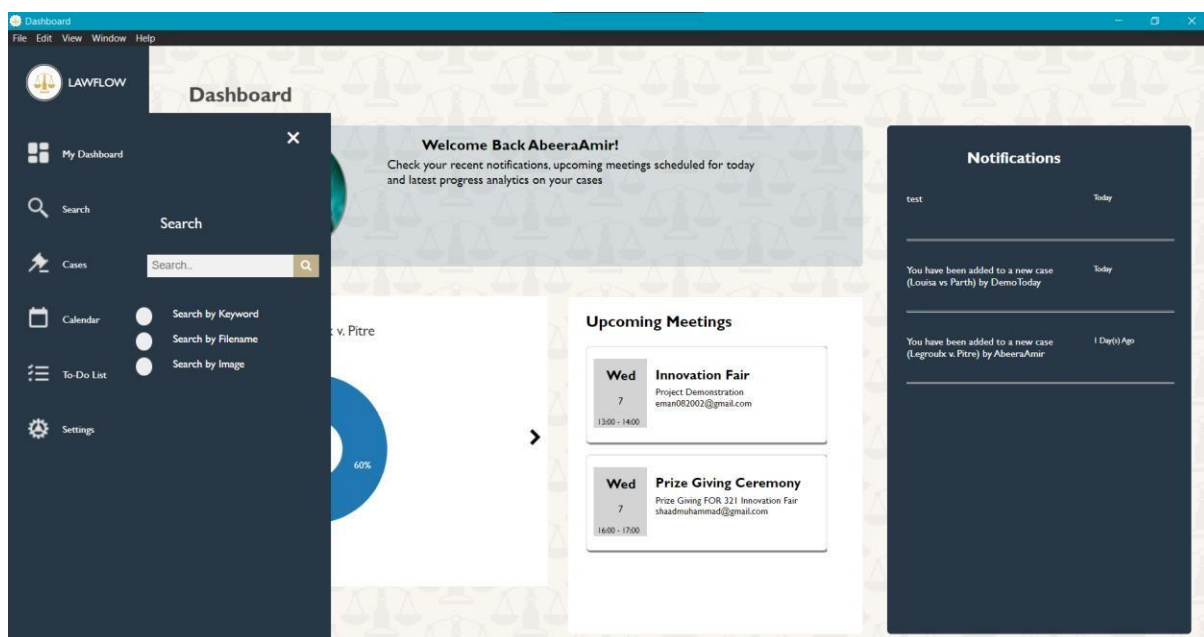 Dashboard
File Edit View Window Help
LAWFLOW
My Dashboard
Search
Cases
Calendar
To-Do List
Settings
Search
Search..
Search by Keyword
Search by Filename
Search by Image
Dashboard
Welcome Back AbeeraAmir!
Check your recent notifications, upcoming meetings scheduled for today
and latest progress analytics on your cases
v. Pitre
60%
Upcoming Meetings
Wed
7
13:00 - 14:00
Innovation Fair
Project Demonstration
eman082002@gmail.com
Wed
7
16:00 - 17:00
Prize Giving Ceremony
Prize Giving FOR 321 Innovation Fair
shaadmuhammad@gmail.com
Notifications
test
Today
You have been added to a new case
(Louisa vs Parth) by DemoToday
Today
You have been added to a new case
(Legroulx v. Pitre) by AbeeraAmir
1 Day(s) Ago